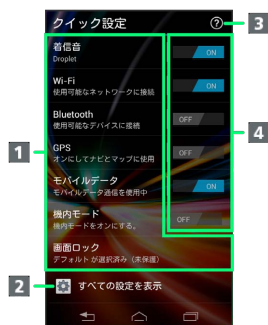 クイック設定
?
3
着信音
Droplet
ON
Wi-Fi
使用可能なネットワークに接続
ON
Bluetooth
使用可能なデバイスに接続
OFF
4
1
GPS
オンにしてナビとマップに使用
OFF
モバイルデータ
モバイルデータ通信を使用中
ON
機内モード
機内モードをオンにする。
OFF
画面ロック
デフォルト が選択済み（未保護）
2
すべての設定を表示